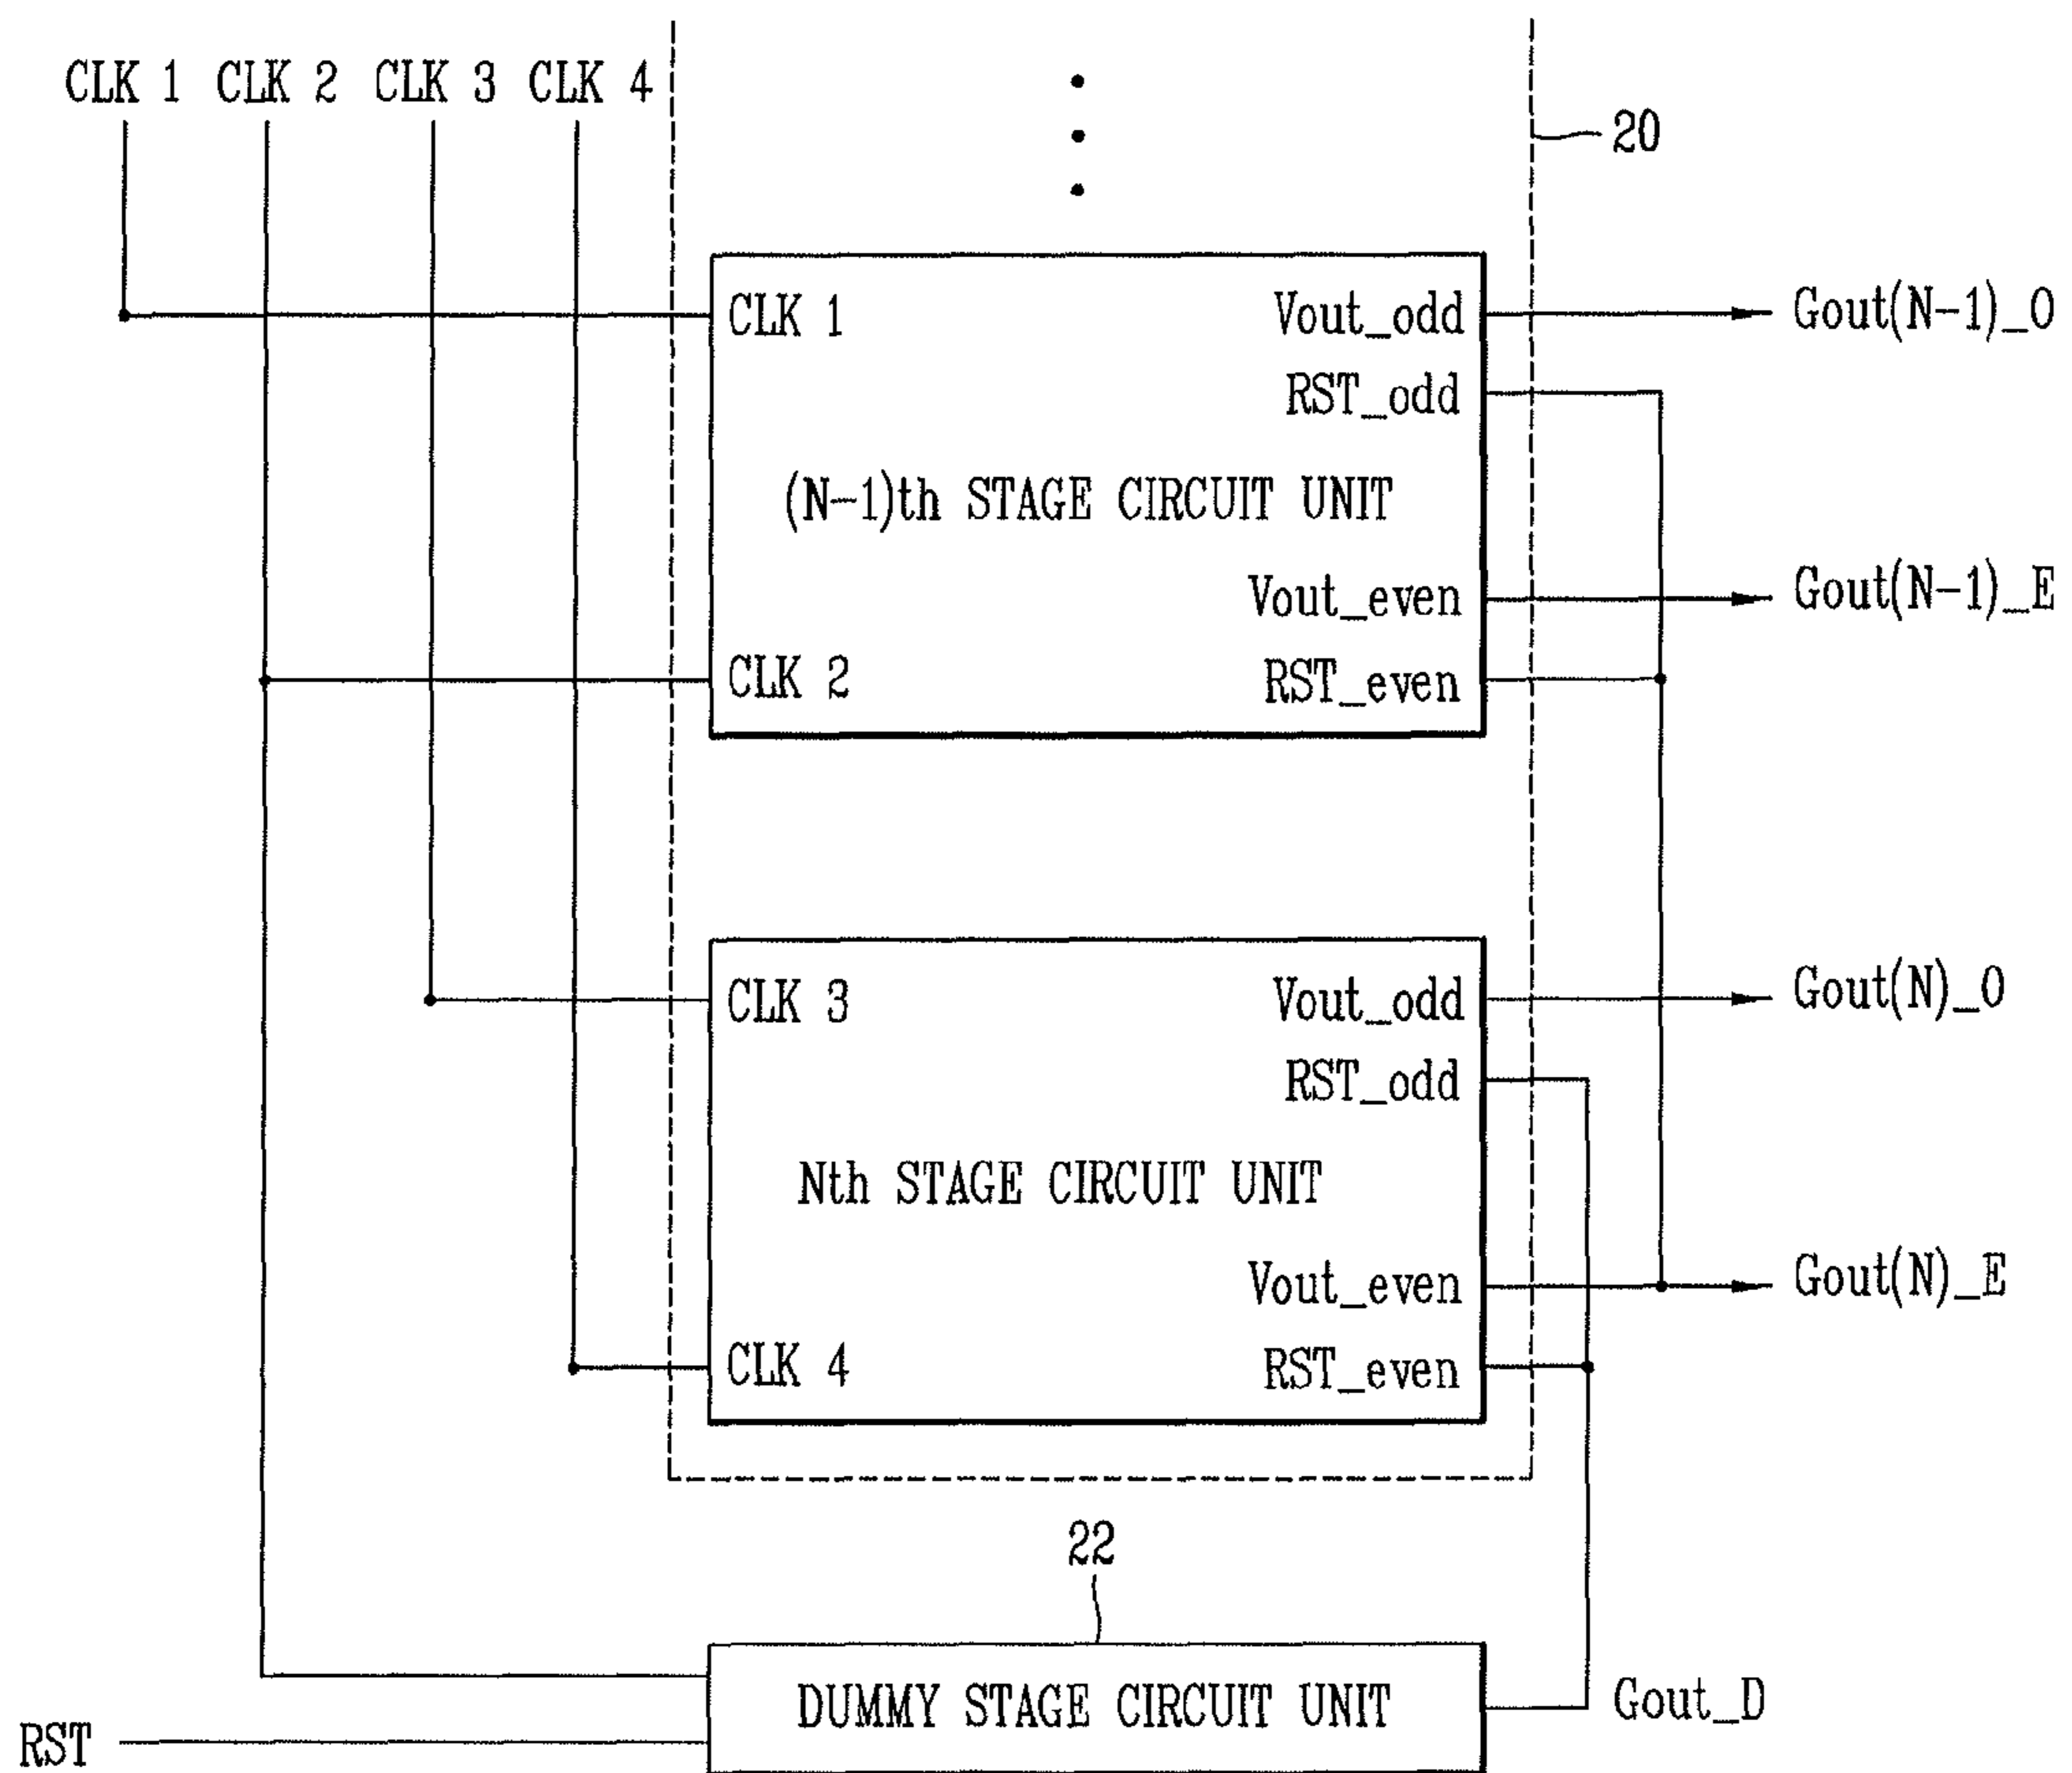 CLK 1 CLK 2 CLK 3 CLK 4
20
CLK 1
Vout_odd
Gout(N-1)_O
RST_odd
(N-1)th STAGE CIRCUIT UNIT
Vout_even
Gout(N-1)_E
CLK 2
RST_even
CLK 3
Vout_odd
Gout(N)_O
RST_odd
Nth STAGE CIRCUIT UNIT
Vout_even
Gout(N)_E
CLK 4
RST_even
22
DUMMY STAGE CIRCUIT UNIT
Gout_D
RST